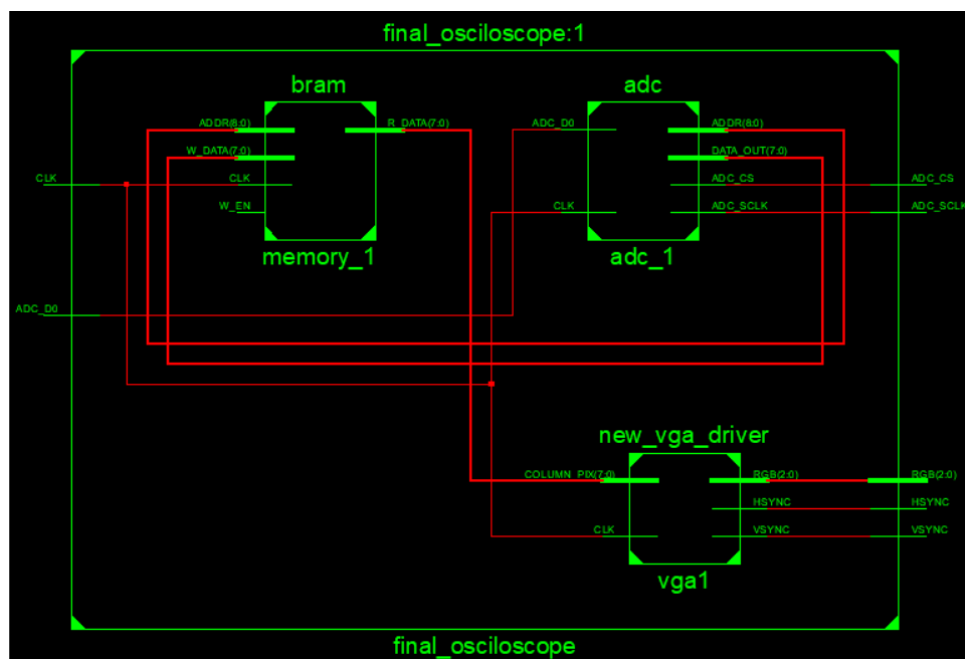 final_osciloscope:1
bram
adc
ADDR(8:0)
R_DATA(7:0)
ADC_D0
ADDR(8:0)
W_DATA(7:0)
DATA_OUT(7:0)
CLK
CLK
ADC_CS
ADC_CS
W_EN
CLK
ADC_SCLK
ADC_SCLK
memory_1
adc_1
ADC_D0
new_vga_driver
COLUMN_PIX(7:0)
RGB(2:0)
RGB(2:0)
HSYNC
HSYNC
CLK
VSYNC
VSYNC
vga1
final_osciloscope